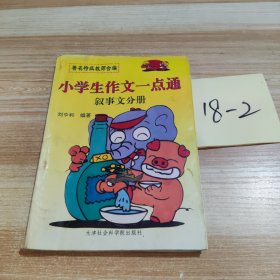 著名特级教师合编
小学生作文一点通
叙事文分册
刘中和 编著
XO
天津社会科学院出版社
18-2